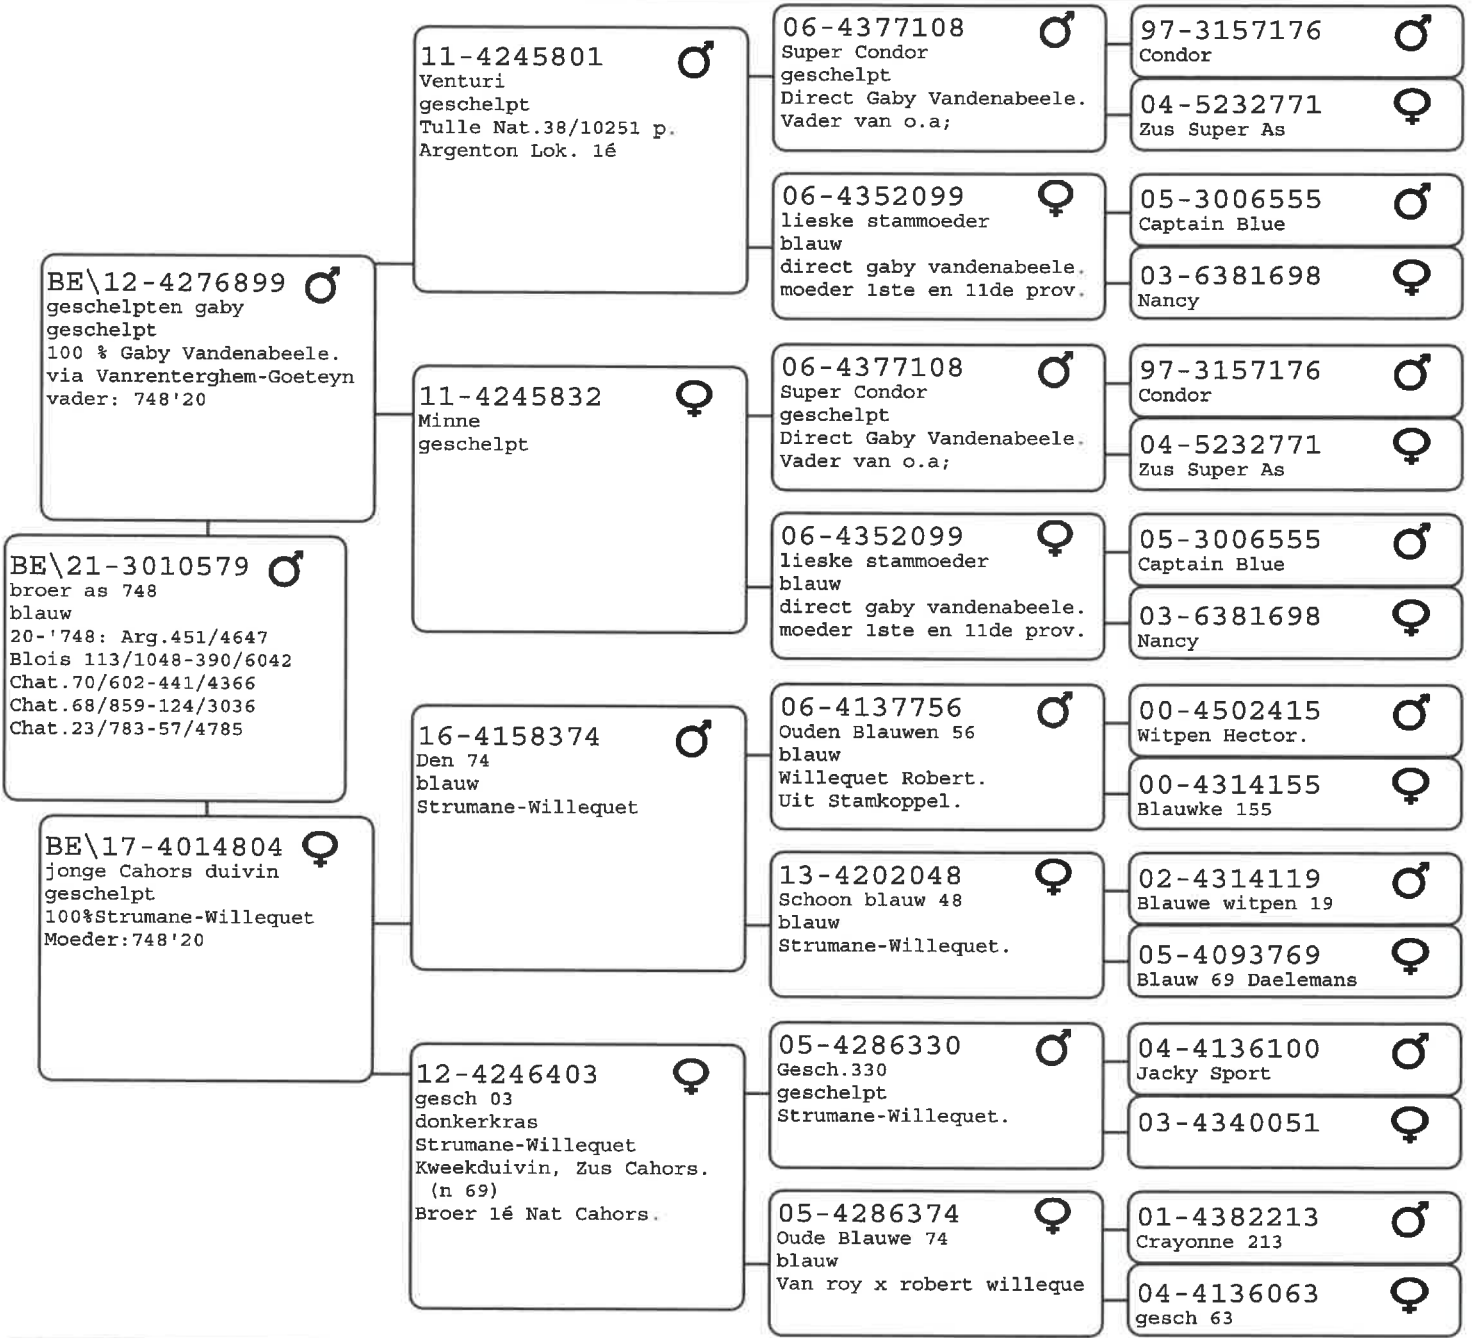 BE\21-3010579
broer as 748
blauw
20-'748: Arg.451/4647
Blois 113/1048-390/6042
Chat.70/602-441/4366
Chat.68/859-124/3036
Chat.23/783-57/4785
BE\12-4276899
geschelpten gaby
geschelpt
100 % Gaby Vandenabeele.
via Vanrenterghem-Goeteyn
vader: 748'20
BE\17-4014804
jonge Cahors duivin
geschelpt
100%Strumane-Willequet
Moeder:748'20
11-4245801
Venturi
geschelpt
Tulle Nat.38/10251 p.
Argenton Lok. 1é
11-4245832
Minne
geschelpt
16-4158374
Den 74
blauw
Strumane-Willequet
12-4246403
gesch 03
donkerkras
Strumane-Willequet
Kweekduivin, Zus Cahors.
(n 69)
Broer 1é Nat Cahors.
06-4377108
Super Condor
geschelpt
Direct Gaby Vandenabeele.
Vader van o.a;
06-4352099
lieske stammoeder
blauw
direct gaby vandenabeele.
moeder 1ste en 11de prov.
06-4377108
Super Condor
geschelpt
Direct Gaby Vandenabeele.
Vader van o.a;
06-4352099
lieske stammoeder
blauw
direct gaby vandenabeele.
moeder 1ste en 11de prov.
06-4137756
Ouden Blauwen 56
blauw
Willequet Robert.
Uit Stamkoppel.
13-4202048
Schoon blauw 48
blauw
Strumane-Willequet.
05-4286330
Gesch.330
geschelpt
Strumane-Willequet.
05-4286374
Oude Blauwe 74
blauw
Van roy x robert willeque
97-3157176
Condor
04-5232771
Zus Super As
05-3006555
Captain Blue
03-6381698
Nancy
97-3157176
Condor
04-5232771
Zus Super As
05-3006555
Captain Blue
03-6381698
Nancy
00-4502415
Witpen Hector.
00-4314155
Blauwke 155
02-4314119
Blauwe witpen 19
05-4093769
Blauw 69 Daelemans
04-4136100
Jacky Sport
03-4340051
01-4382213
Crayonne 213
04-4136063
gesch 63